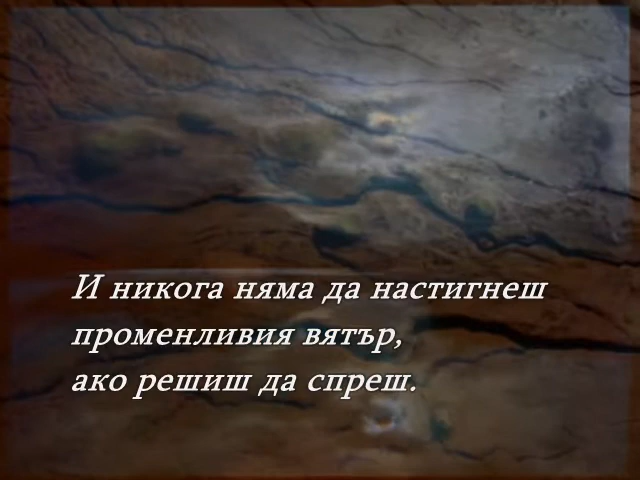 И никога няма да настигнеш
променливия вятър,
ако решиш да спреш.